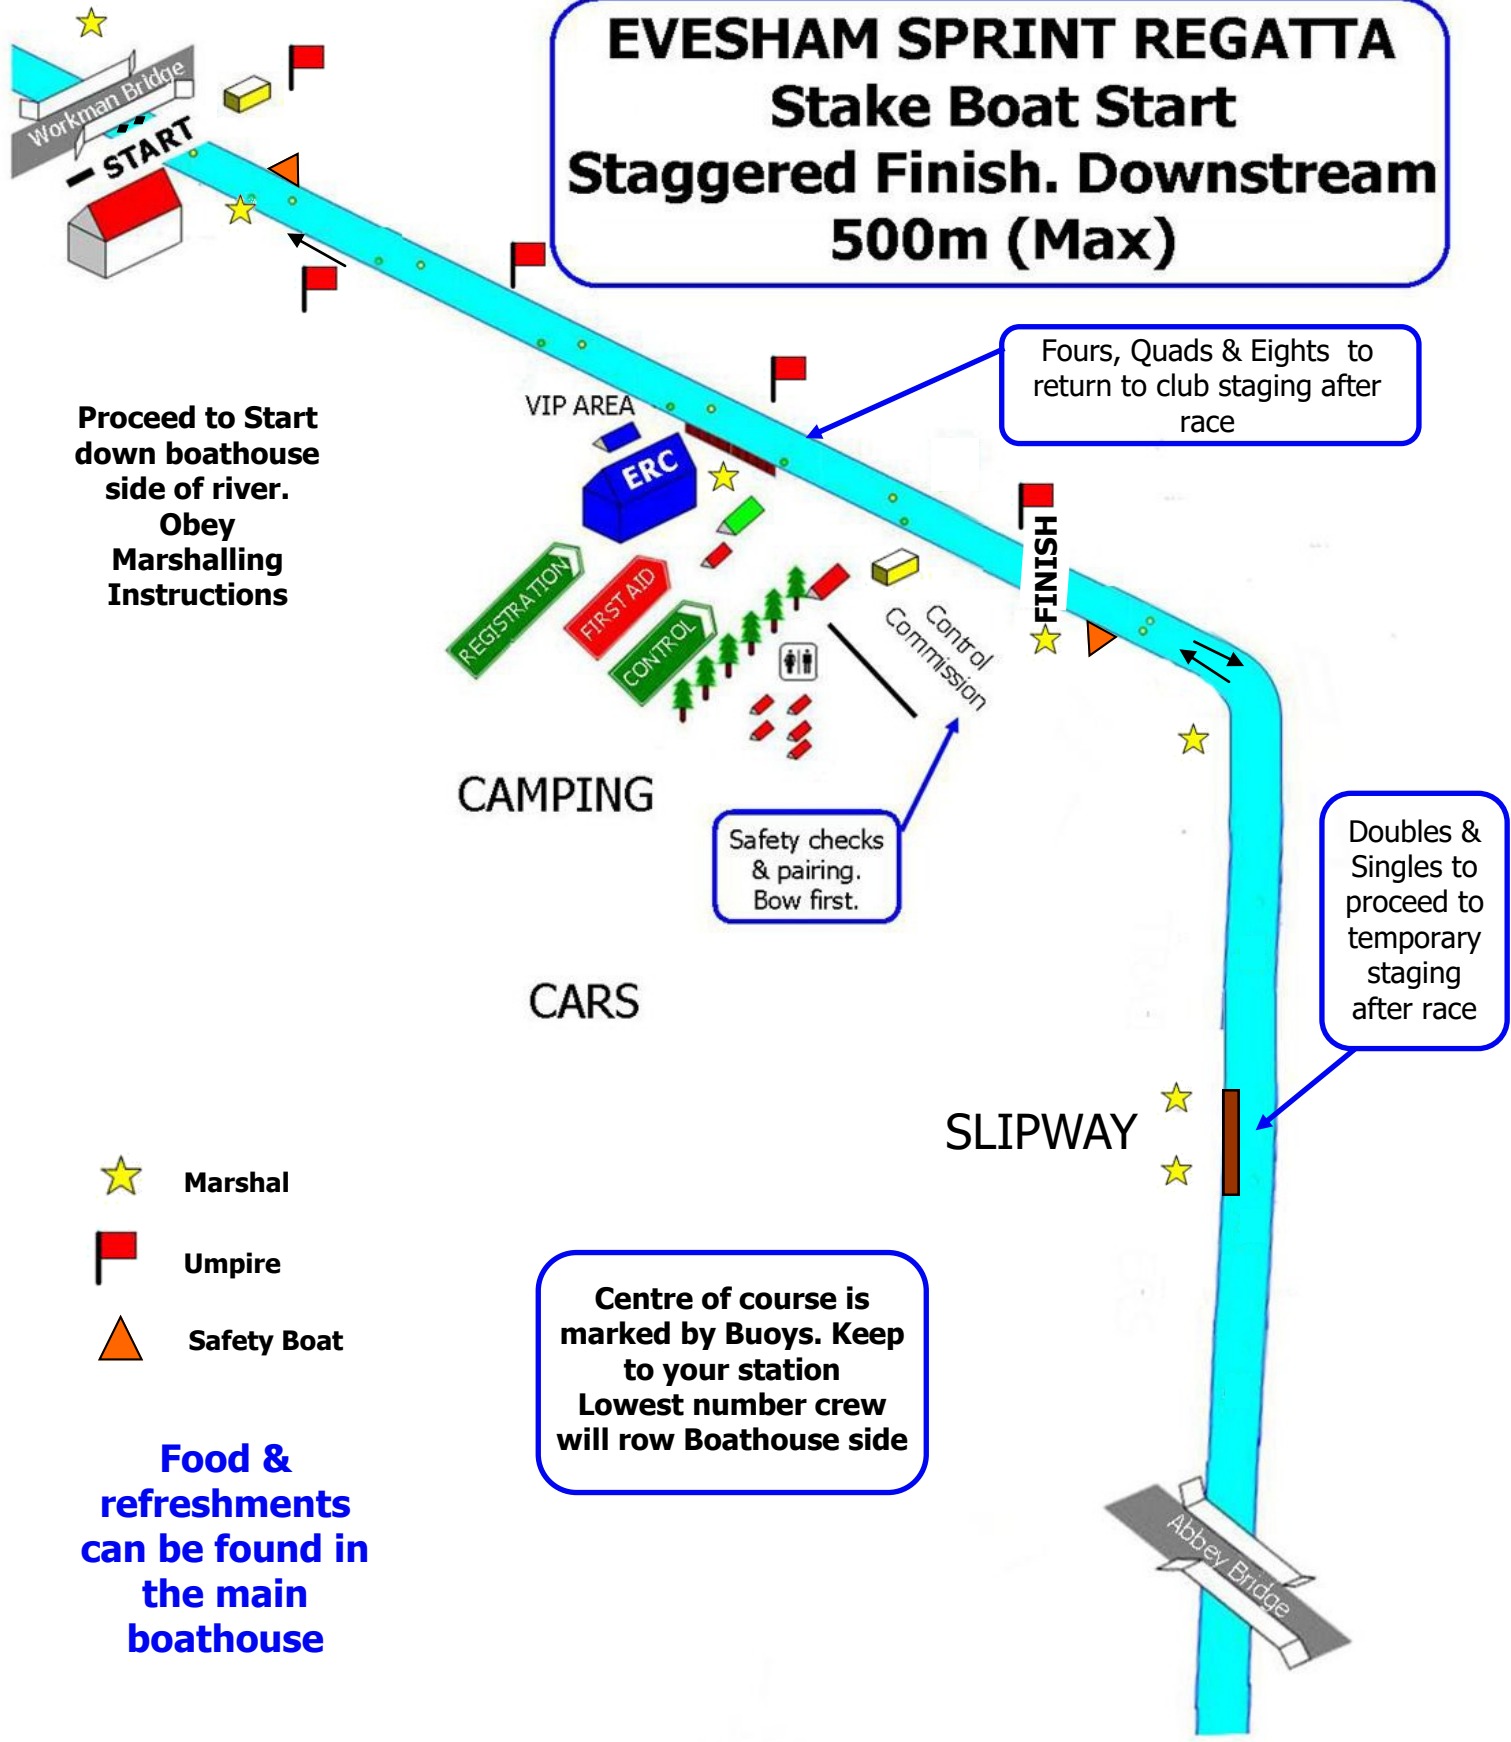 EVESHAM SPRINT REGATTA
Stake Boat Start
Staggered Finish. Downstream
500m (Max)
Workman Bridge
START
Fours, Quads & Eights to
return to club staging after
race
VIP AREA
ERC
Proceed to Start
down boathouse
side of river.
Obey
Marshalling
Instructions
FINISH
REGISTRATION
FIRST AID
CONTROL
Control
Commission
CAMPING
Safety checks
& pairing.
Bow first.
Doubles &
Singles to
proceed to
temporary
staging
after race
CARS
SLIPWAY
Marshal
Umpire
Safety Boat
Centre of course is
marked by Buoys. Keep
to your station
Lowest number crew
will row Boathouse side
Food &
refreshments
can be found in
the main
boathouse
Abbey Bridge